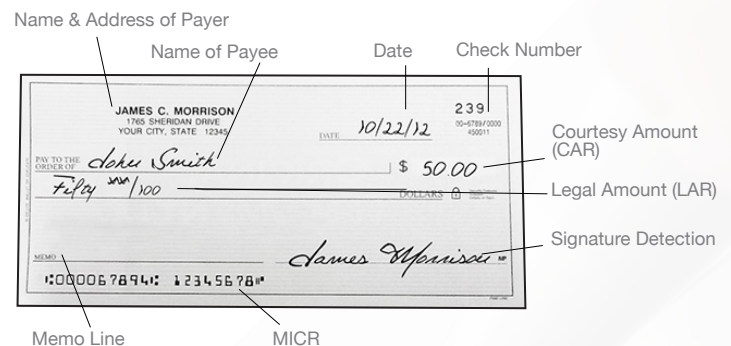 Name & Address of Payer
Name of Payee
Date
Check Number
JAMES C. MORRISON
1765 SHERIDAN DRIVE
YOUR CITY, STATE 12345
239
00-6789/0000
450011
DATE 10/22/12
PAY TO THE
ORDER OF John Smith $ 50.00
Courtesy Amount
(CAR)
Fifty /100 DOLLARS
Legal Amount (LAR)
Signature Detection
MEMO James Morrison MP
⑆000067894⑆ 12345678⑈
Memo Line
MICR